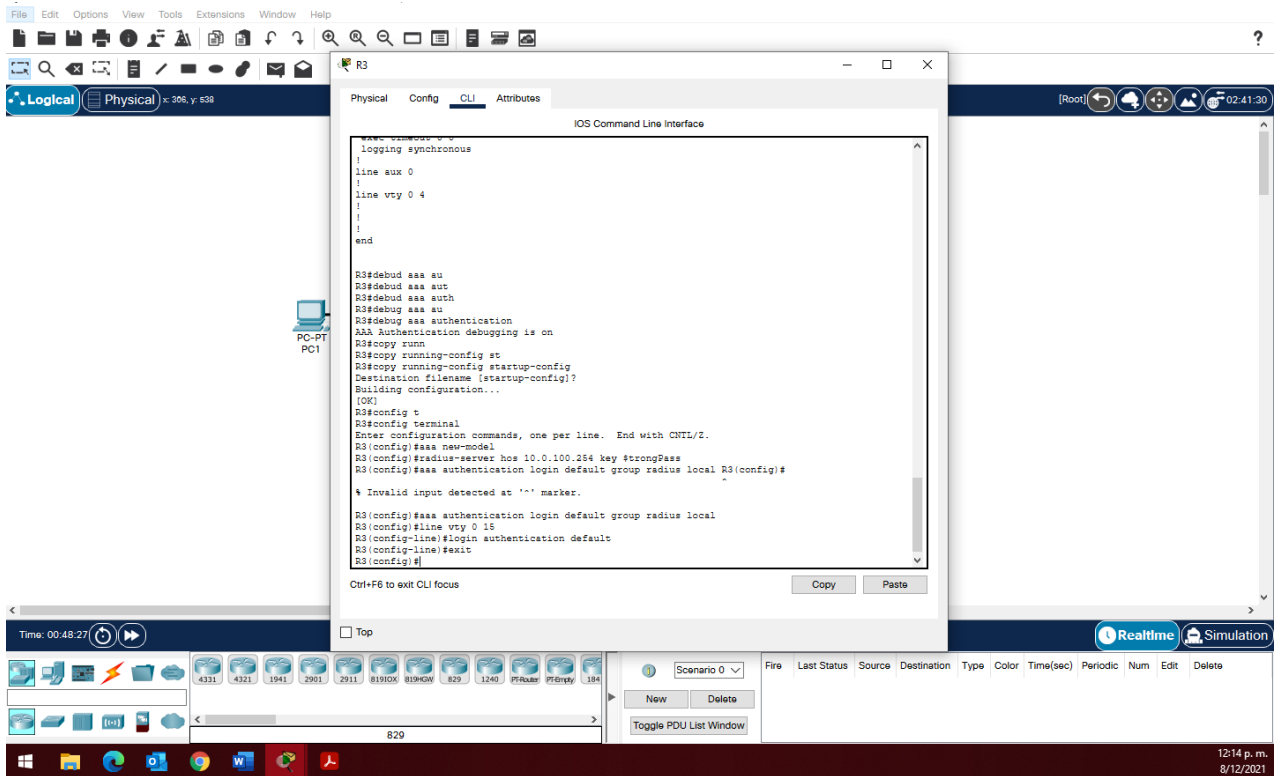 File Edit Options View Tools Extensions Window Help
?
R3
Logical Physical x: 306, y: 538
[Root] 02:41:30
Physical Config CLI Attributes
IOS Command Line Interface
exec-timeout 0 0
logging synchronous
!
line aux 0
!
line vty 0 4
!
!
!
end
R3#debud aaa au
R3#debud aaa aut
R3#debud aaa auth
R3#debug aaa au
R3#debug aaa authentication
AAA Authentication debugging is on
R3#copy runn
R3#copy running-config st
R3#copy running-config startup-config
Destination filename [startup-config]?
Building configuration...
[OK]
R3#config t
R3#config terminal
Enter configuration commands, one per line. End with CNTL/Z.
R3(config)#aaa new-model
R3(config)#radius-server hos 10.0.100.254 key $trongPass
R3(config)#aaa authentication login default group radius local R3(config)#
^
% Invalid input detected at '^' marker.
R3(config)#aaa authentication login default group radius local
R3(config)#line vty 0 15
R3(config-line)#login authentication default
R3(config-line)#exit
R3(config)#
PC-PT
PC1
Ctrl+F6 to exit CLI focus
Copy Paste
Top
Time: 00:48:27
Realtime Simulation
4331 4321 1941 2901 2911 819IOX 819HGW 829 1240 PT-Router PT-Empty 184
829
Scenario 0
New Delete
Toggle PDU List Window
Fire Last Status Source Destination Type Color Time(sec) Periodic Num Edit Delete
12:14 p. m.
8/12/2021